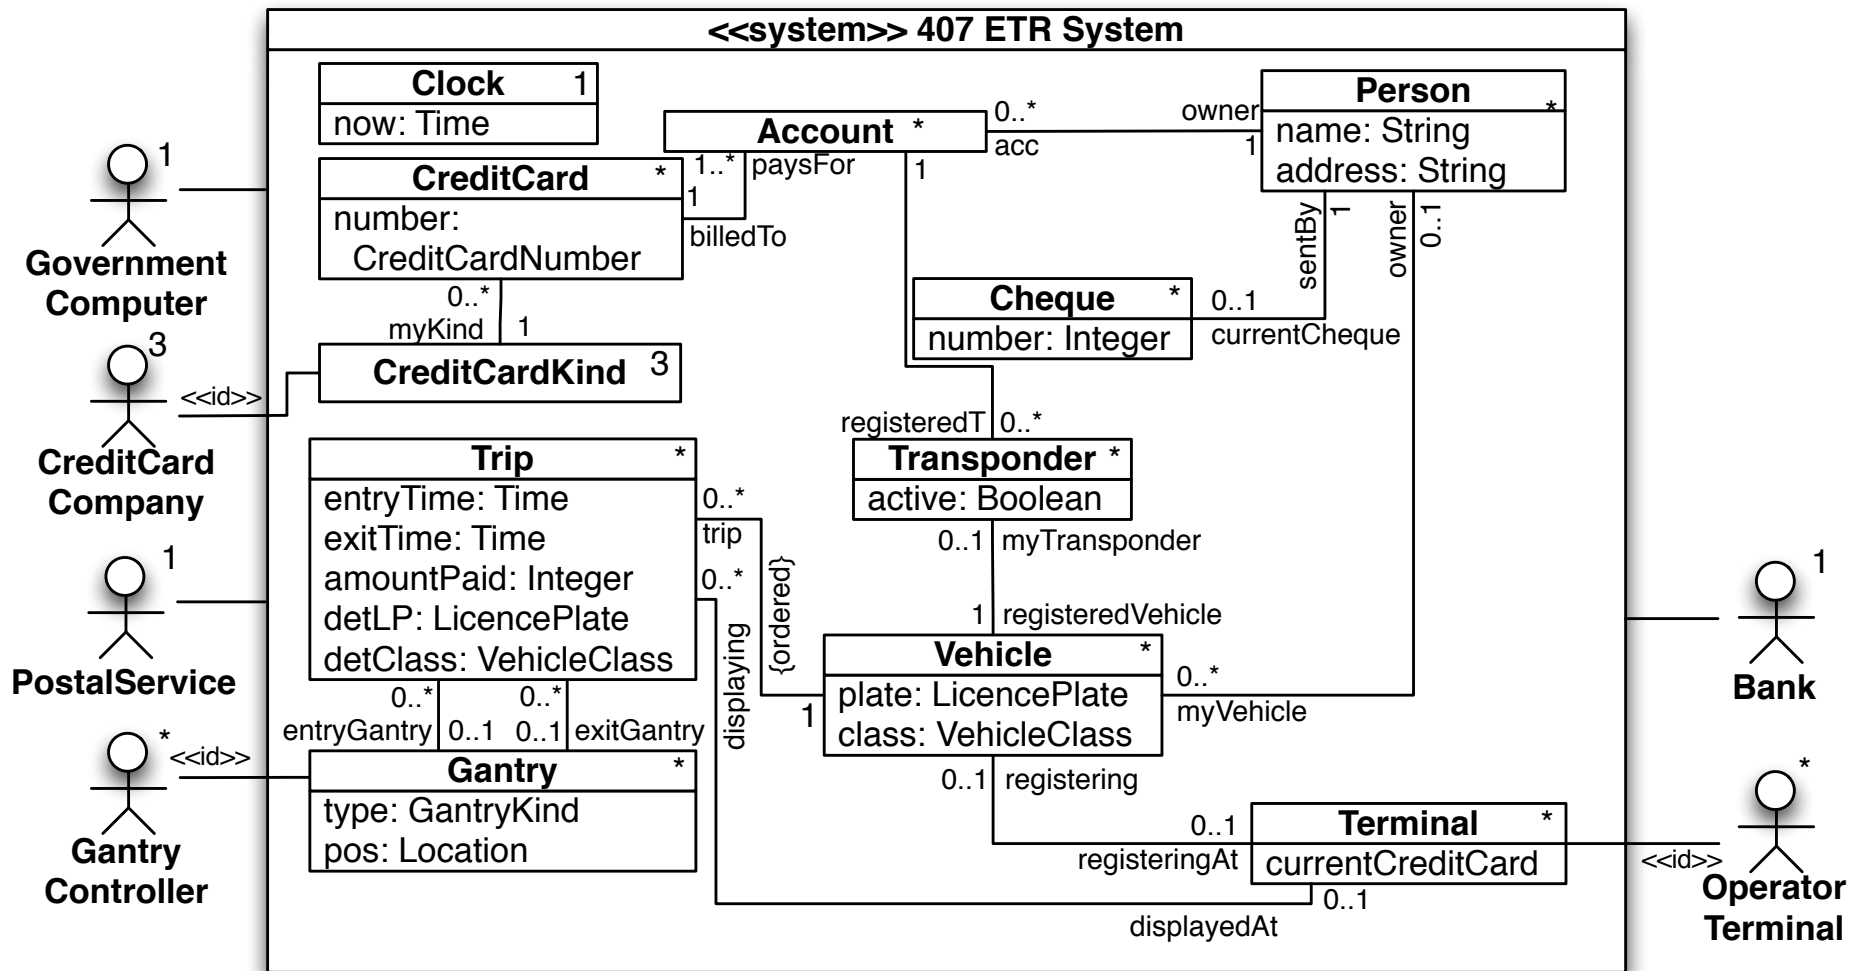 <<system>> 407 ETR System
Clock 1
now: Time
Account *
0..*
acc
owner
1
Person
*
name: String
address: String
1
Government
Computer
CreditCard *
number:
CreditCardNumber
1..*
paysFor
1
billedTo
1
sentBy
1
owner
0..1
0..*
myKind
1
Cheque *
number: Integer
0..1
currentCheque
3
CreditCard
Company
<<id>>
CreditCardKind 3
registeredT
0..*
Trip *
entryTime: Time
exitTime: Time
amountPaid: Integer
detLP: LicencePlate
detClass: VehicleClass
0..*
trip
0..*
{ordered}
displaying
Transponder *
active: Boolean
0..1
myTransponder
1
registeredVehicle
1
PostalService
1
Bank
Vehicle *
plate: LicencePlate
class: VehicleClass
1
0..*
myVehicle
0..*
0..*
entryGantry
0..1
0..1
exitGantry
*
<<id>>
Gantry
Controller
Gantry *
type: GantryKind
pos: Location
0..1
registering
0..1
registeringAt
Terminal *
currentCreditCard
*
<<id>>
Operator
Terminal
0..1
displayedAt